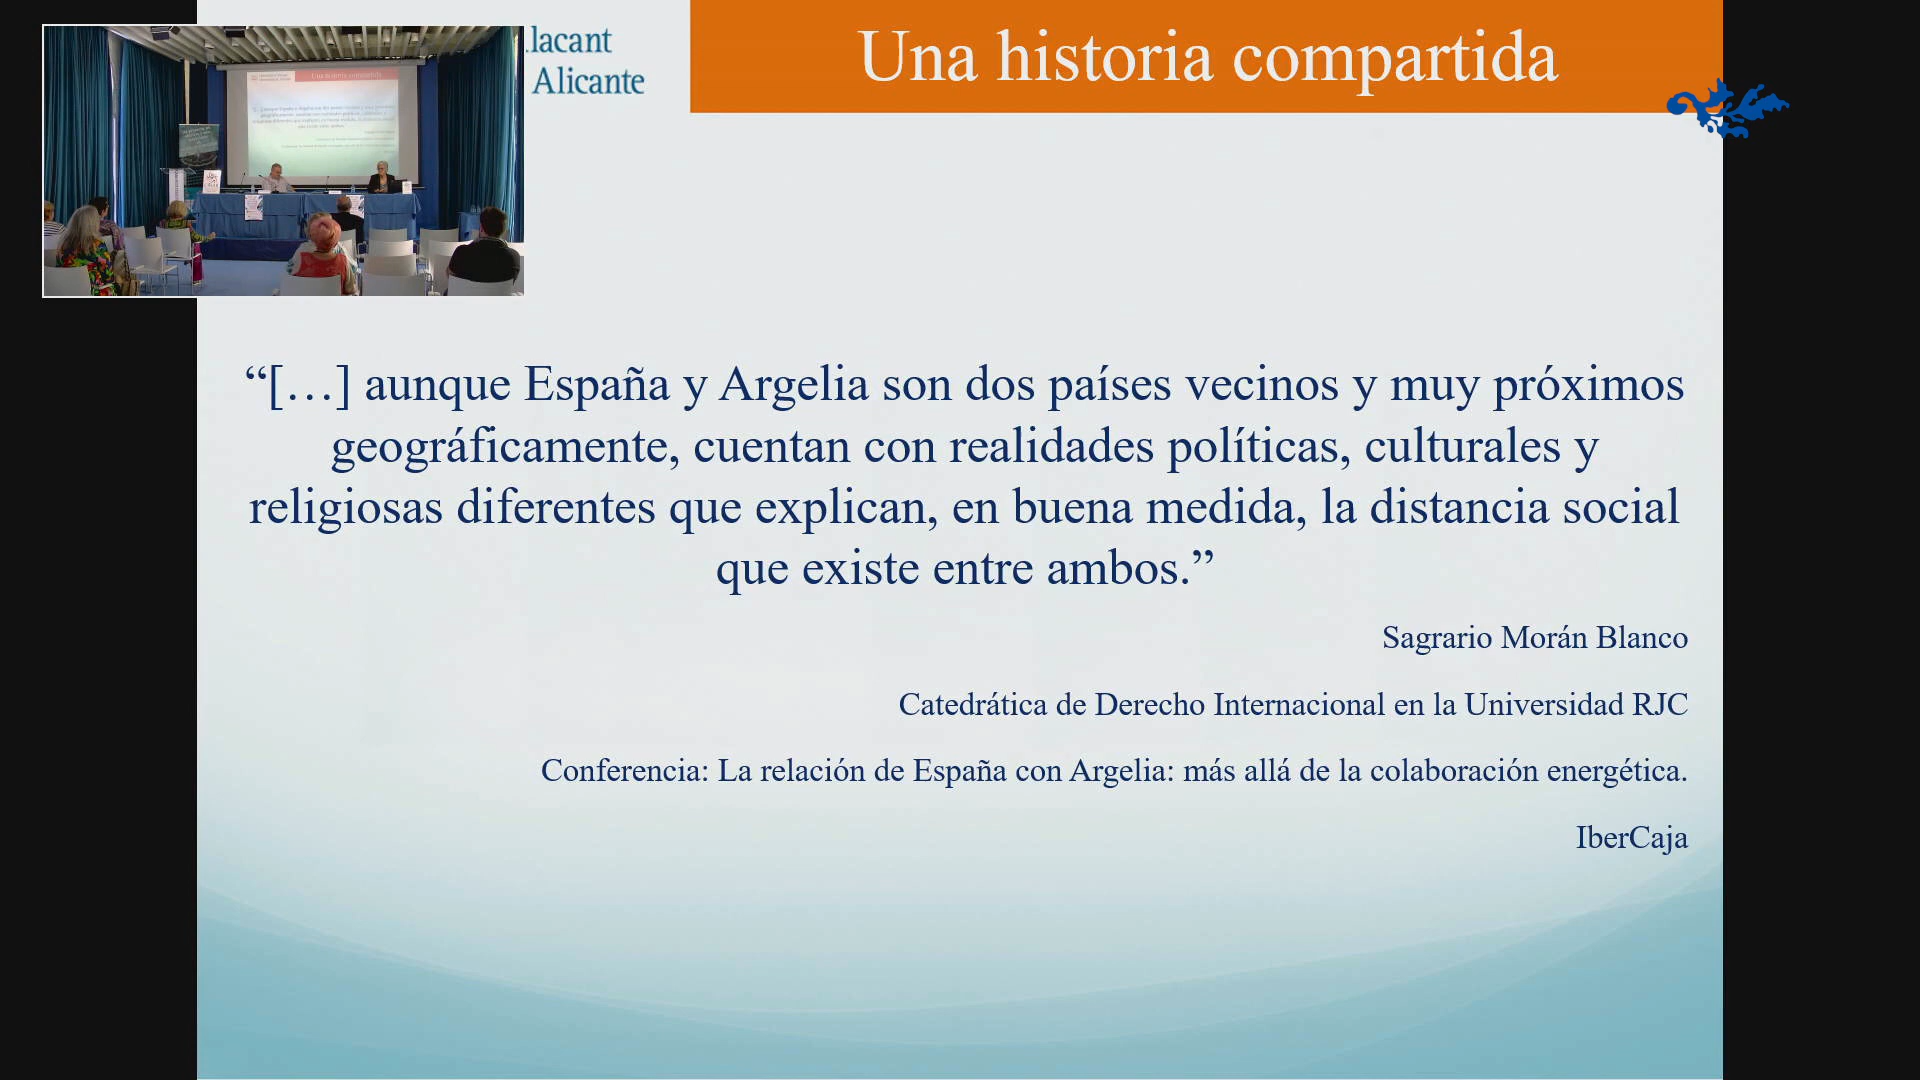 lacant
Alicante
Una historia compartida
“[…] aunque España y Argelia son dos países vecinos y muy próximos
geográficamente, cuentan con realidades políticas, culturales y
religiosas diferentes que explican, en buena medida, la distancia social
que existe entre ambos.”
Sagrario Morán Blanco
Catedrática de Derecho Internacional en la Universidad RJC
Conferencia: La relación de España con Argelia: más allá de la colaboración energética.
IberCaja